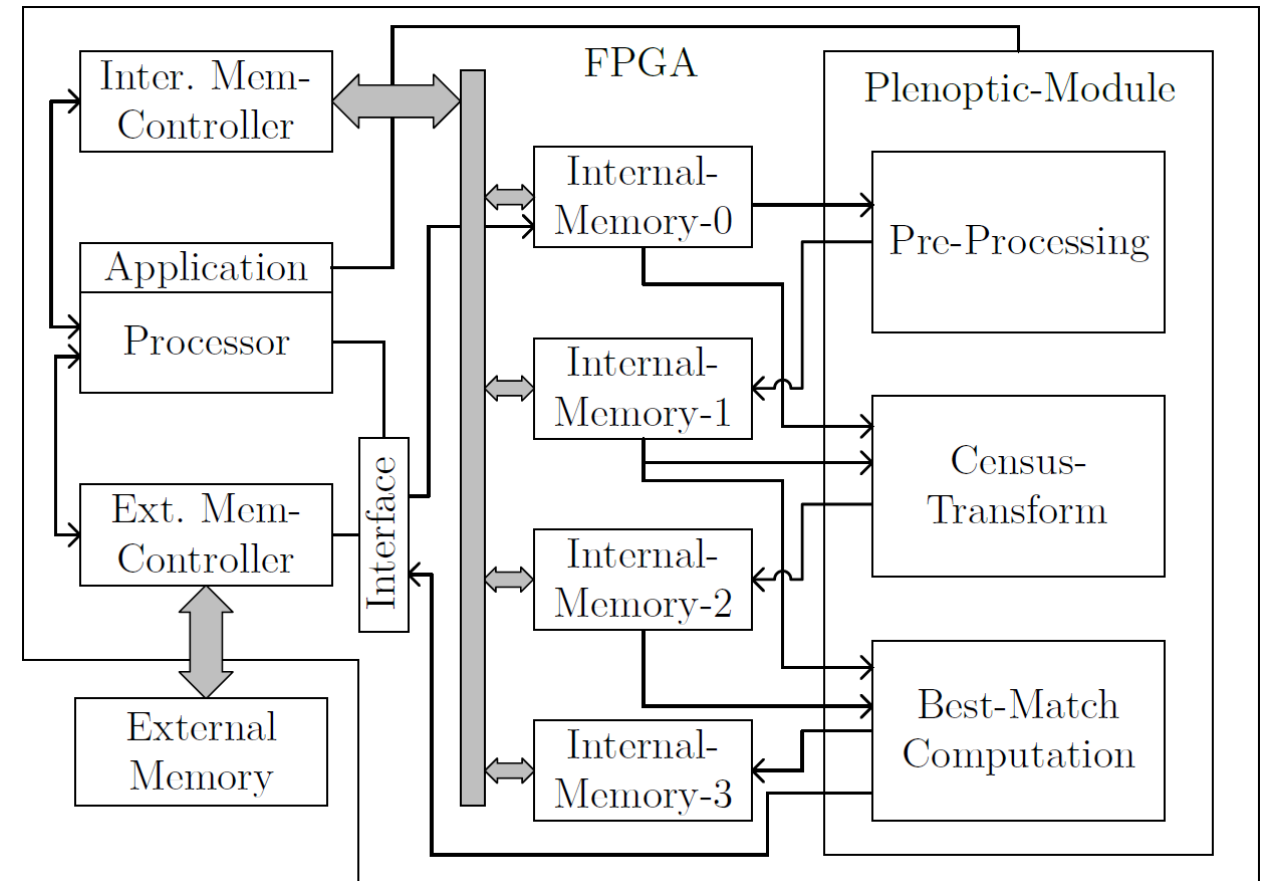 FPGA
Inter. Mem-
Controller
Application
Processor
Ext. Mem-
Controller
Interface
External
Memory
Internal-
Memory-0
Internal-
Memory-1
Internal-
Memory-2
Internal-
Memory-3
Plenoptic-Module
Pre-Processing
Census-
Transform
Best-Match
Computation